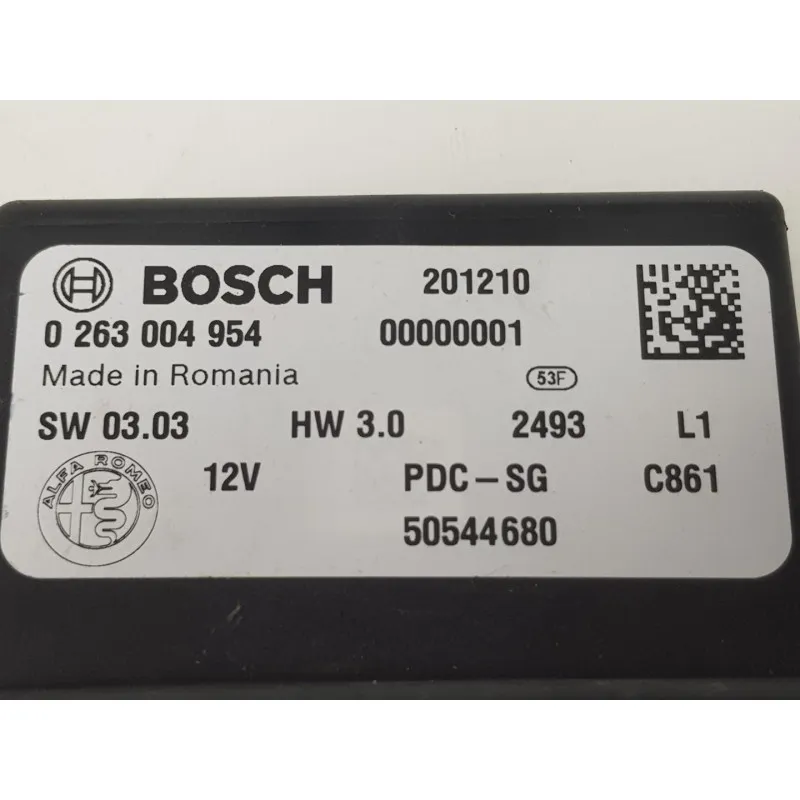 BOSCH 201210
0 263 004 954 00000001
Made in Romania 53F
SW 03.03 HW 3.0 2493 L1
ALFA ROMEO
12V PDC-SG C861
50544680